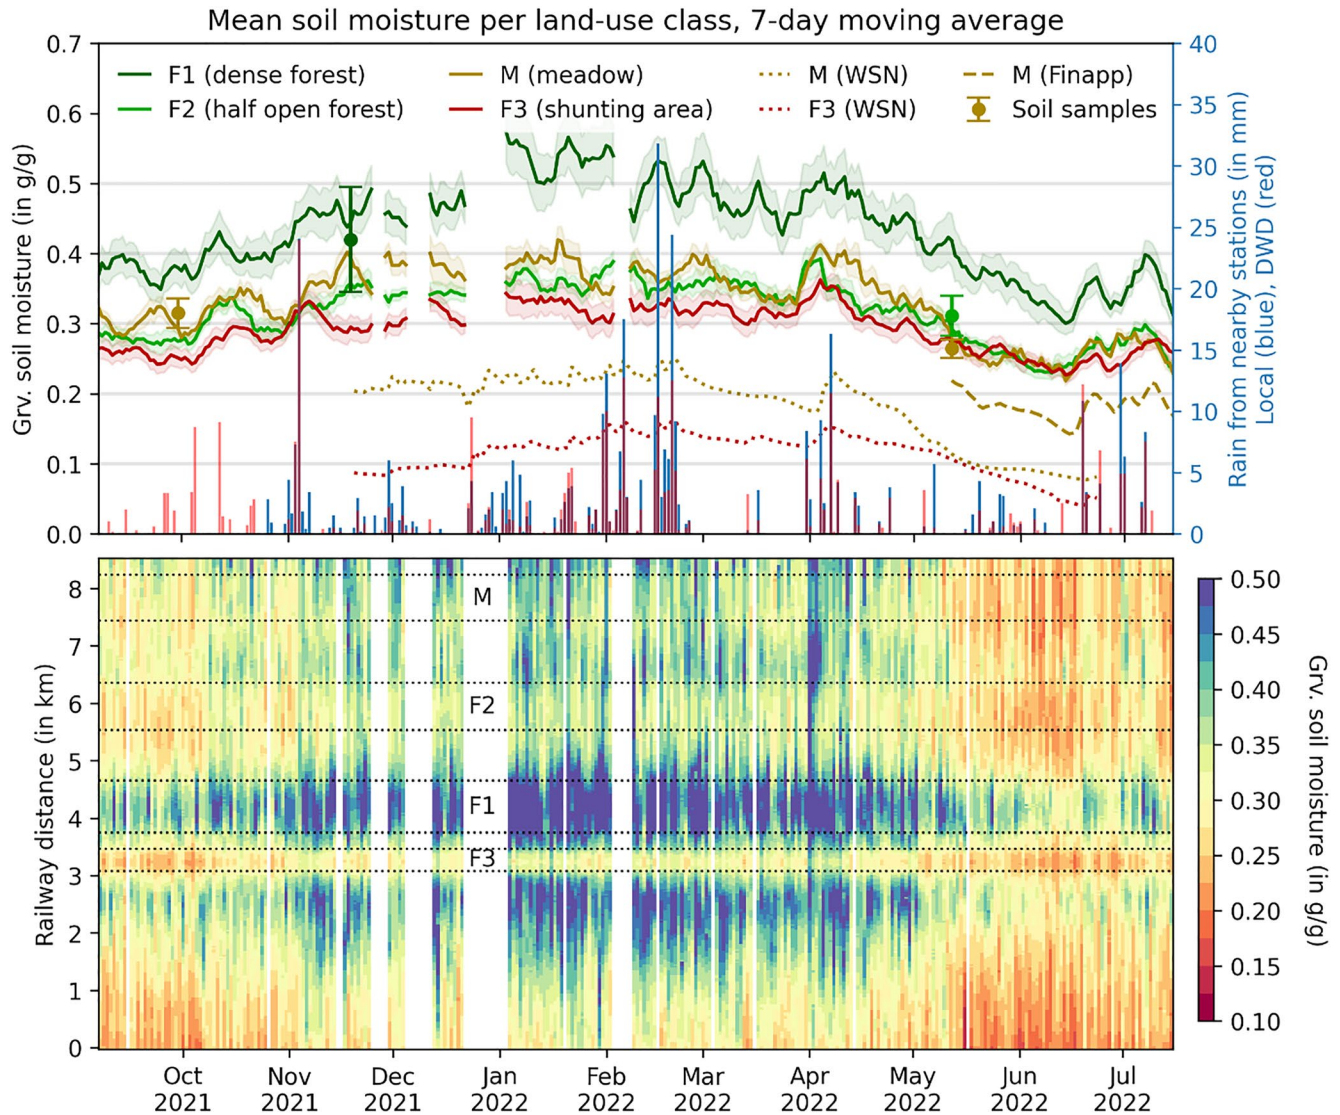 Mean soil moisture per land-use class, 7-day moving average
F1 (dense forest)
F2 (half open forest)
M (meadow)
F3 (shunting area)
M (WSN)
F3 (WSN)
M (Finapp)
Soil samples
Grv. soil moisture (in g/g)
0.7
0.6
0.5
0.4
0.3
0.2
0.1
0.0
40
35
30
25
20
15
10
5
0
Rain from nearby stations (in mm)
Local (blue), DWD (red)
Railway distance (in km)
8
7
6
5
4
3
2
1
0
M
F2
F1
F3
Oct
2021
Nov
2021
Dec
2021
Jan
2022
Feb
2022
Mar
2022
Apr
2022
May
2022
Jun
2022
Jul
2022
0.50
0.45
0.40
0.35
0.30
0.25
0.20
0.15
0.10
Grv. soil moisture (in g/g)